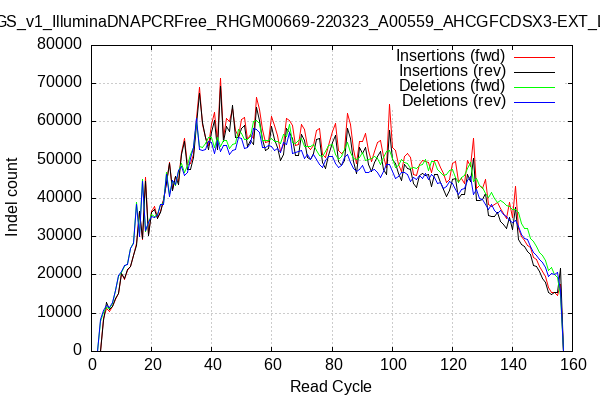 GS_v1_IlluminaDNAPCRFree_RHGM00669-220323_A00559_AHCGFCDSX3-EXT_
Insertions (fwd)
Insertions (rev)
Deletions (fwd)
Deletions (rev)
Indel count
80000
70000
60000
50000
40000
30000
20000
10000
0
0 20 40 60 80 100 120 140 160
Read Cycle